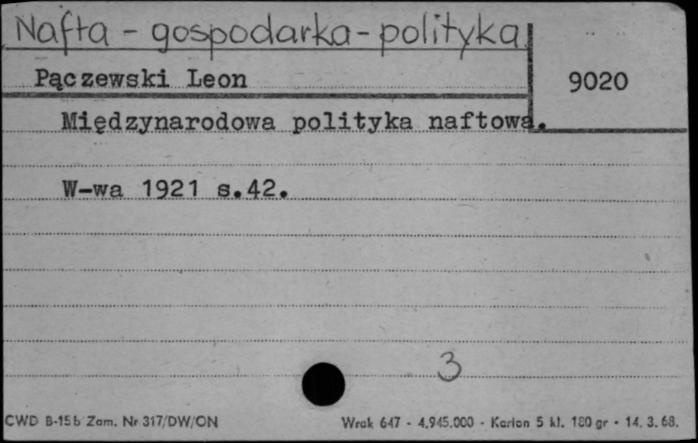 Nafta - gospodarka - polityka
Pączewski Leon
9020
Międzynarodowa polityka naftowa.
W-wa 1921 s.42.
3
CWD B-15b Zam. Nr 317/DW/ON
Wrak 647 - 4.945.000 - Karton 5 kl. 180 gr - 14. 3. 68.